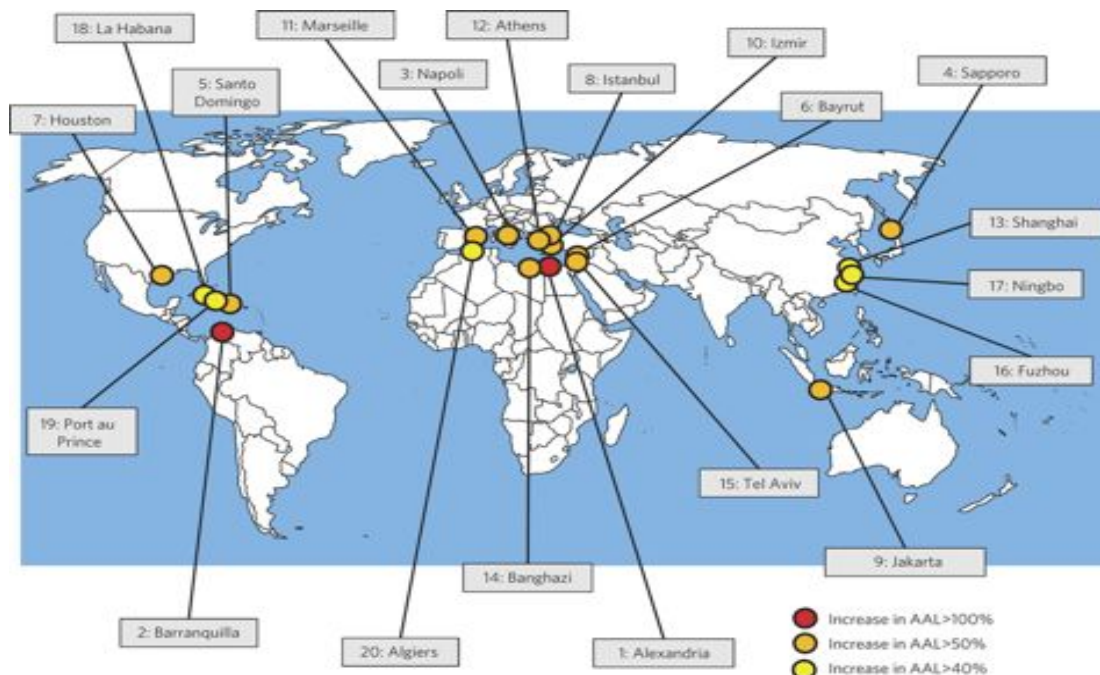 18: La Habana
11: Marseille
12: Athens
10: Izmir
3: Napoli
8: Istanbul
4: Sapporo
5: Santo
Domingo
6: Bayrut
7: Houston
13: Shanghai
17: Ningbo
16: Fuzhou
19: Port au
Prince
15: Tel Aviv
9: Jakarta
14: Banghazi
2: Barranquilla
20: Algiers
1: Alexandria
Increase in AAL>100%
Increase in AAL>50%
Increase in AAL>40%